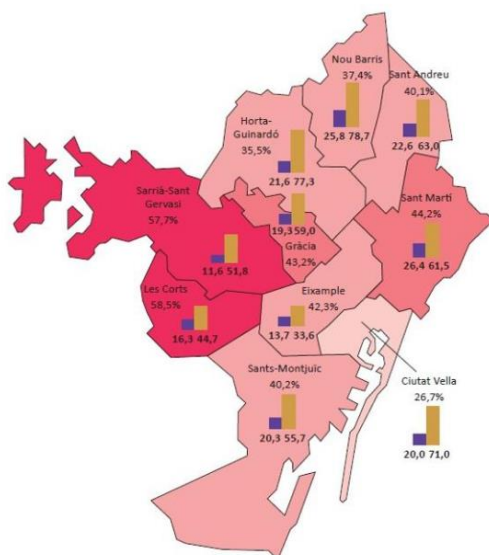 Nou Barris
37,4%
25,8 78,7
Sant Andreu
40,1%
22,6 63,0
Horta-
Guinardó
35,5%
21,6 77,3
Sarrià-Sant
Gervasi
57,7%
11,6 51,8
19,3 59,0
Gràcia
43,2%
Sant Martí
44,2%
26,4 61,5
Les Corts
58,5%
16,3 44,7
Eixample
42,3%
13,7 33,6
Sants-Montjuïc
40,2%
20,3 55,7
Ciutat Vella
26,7%
20,0 71,0